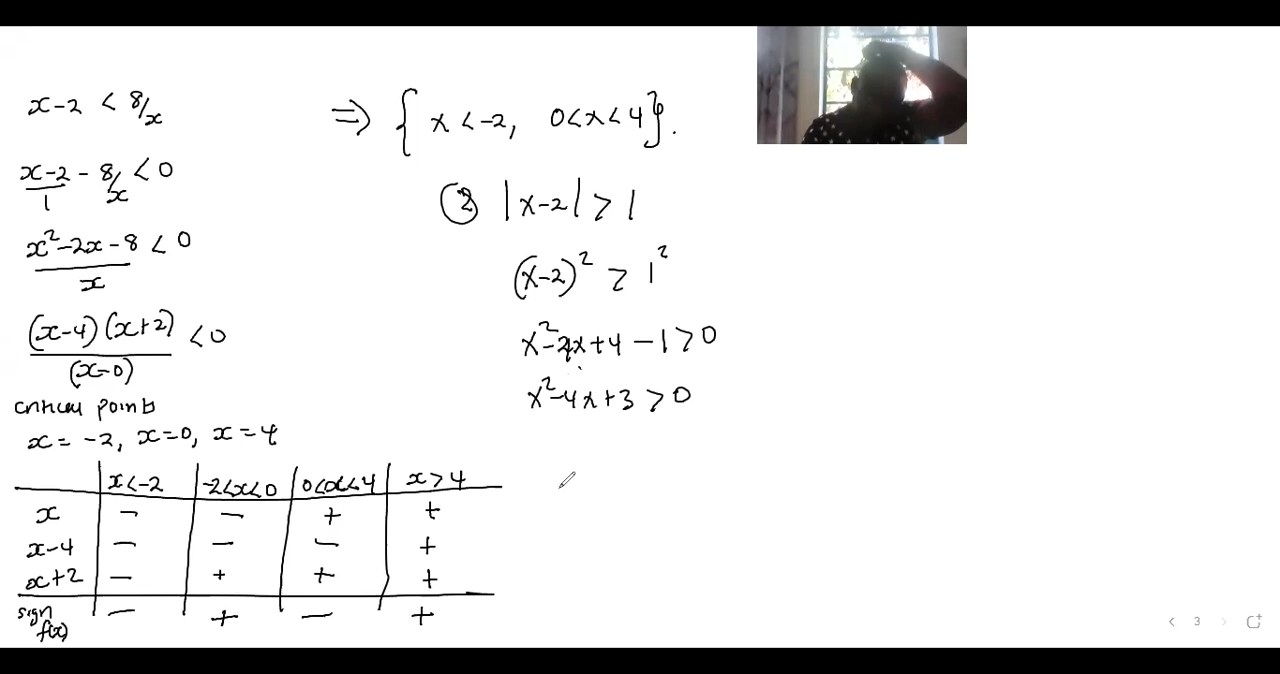 x-2 < 8/x
x-2/1 - 8/x < 0
x²-2x-8/x < 0
(x-4)(x+2)/(x-0) < 0
critical points
x = -2, x=0, x=4
x<-2 -2<x<0 0<x<4 x>4
x - - + +
x-4 - - - +
x+2 - + + +
sign f(x) - + - +
⇒ { x<-2, 0<x<4}.
② |x-2| > 1
(x-2)² > 1²
x²-4x+4-1>0
x²-4x+3>0
3